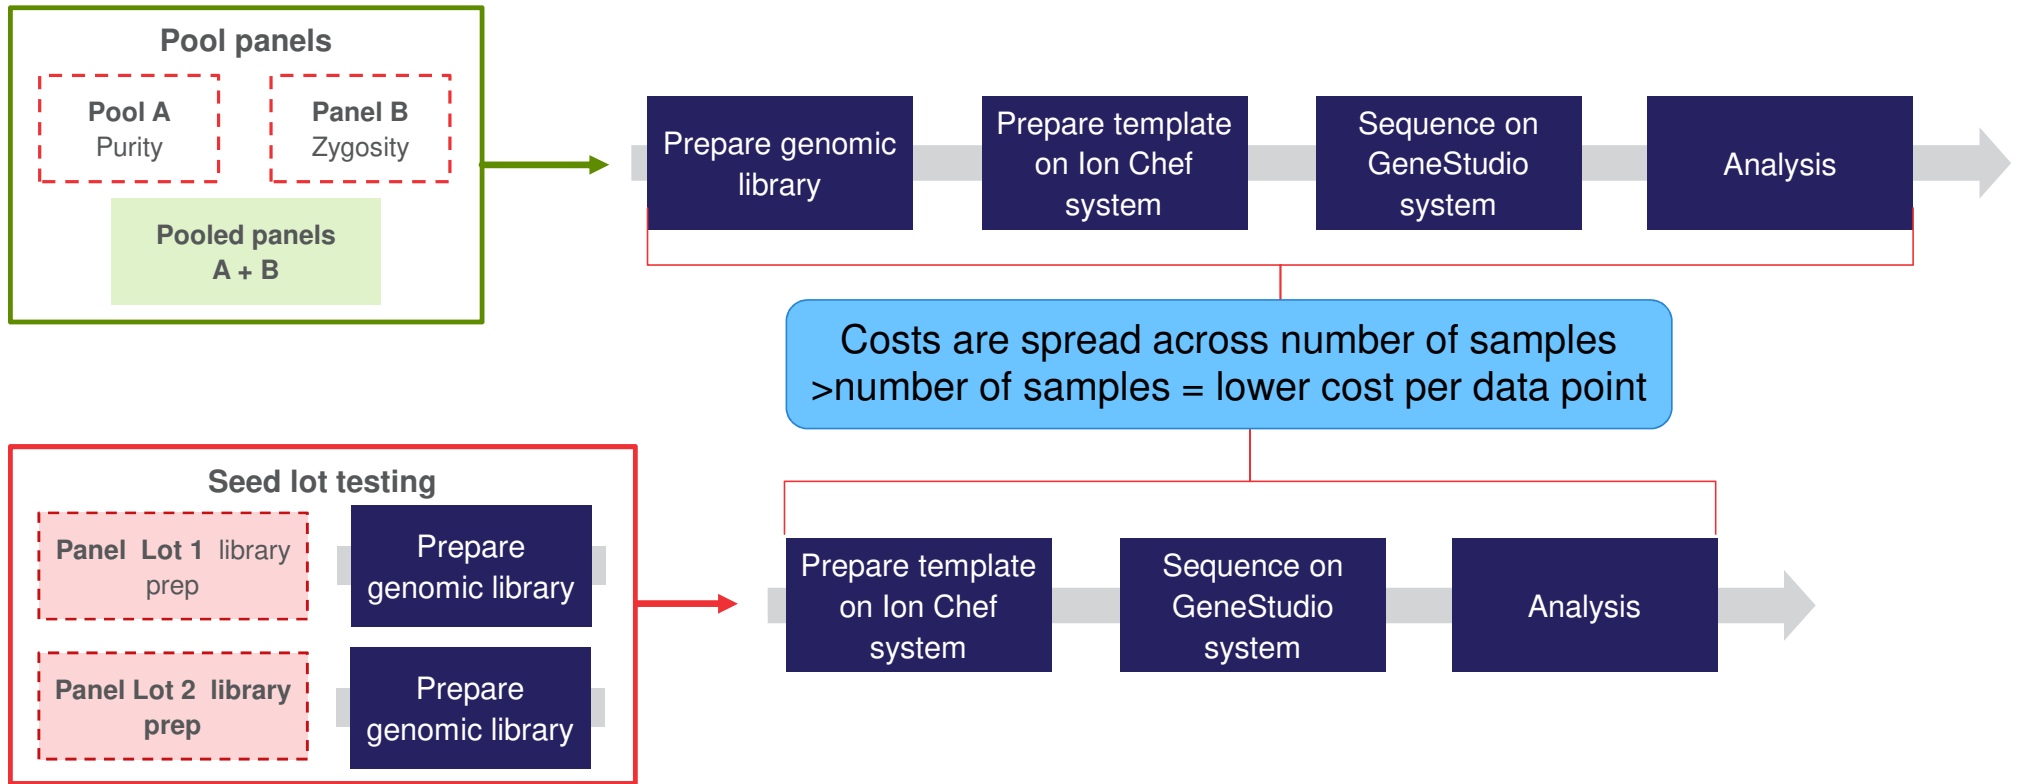 Pool panels
Pool A
Purity
Panel B
Zygosity
Pooled panels
A + B
Prepare genomic
library
Prepare template
on Ion Chef
system
Sequence on
GeneStudio
system
Analysis
Costs are spread across number of samples
>number of samples = lower cost per data point
Seed lot testing
Panel Lot 1 library
prep
Prepare
genomic library
Panel Lot 2 library
prep
Prepare
genomic library
Prepare template
on Ion Chef
system
Sequence on
GeneStudio
system
Analysis